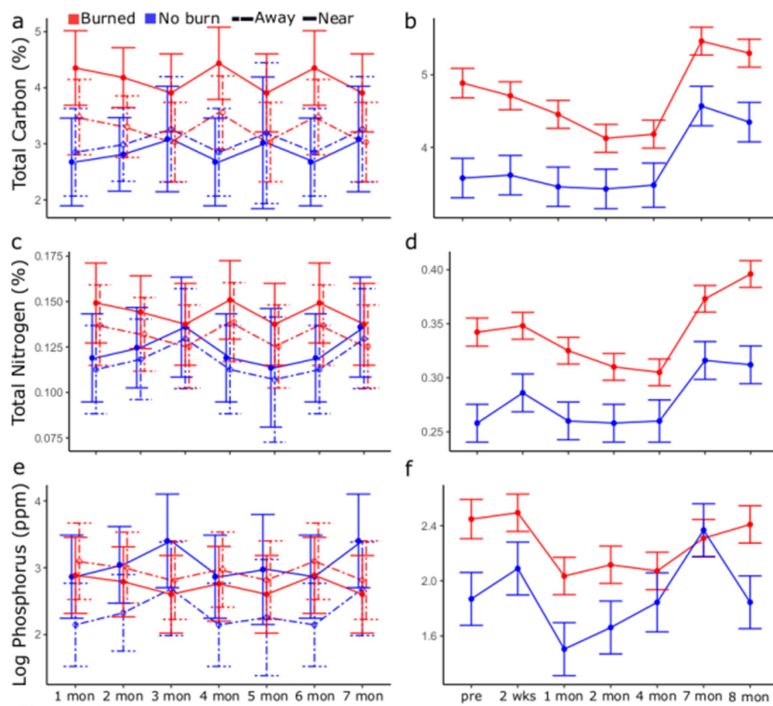 a Burned No burn Away Near b
Total Carbon (%)
5
4
3
2
5
4
c d
Total Nitrogen (%)
0.175
0.150
0.125
0.100
0.075
0.40
0.35
0.30
0.25
e f
Log Phosphorus (ppm)
4
3
2
2.4
2.0
1.6
1 mon 2 mon 3 mon 4 mon 5 mon 6 mon 7 mon
pre 2 wks 1 mon 2 mon 4 mon 7 mon 8 mon